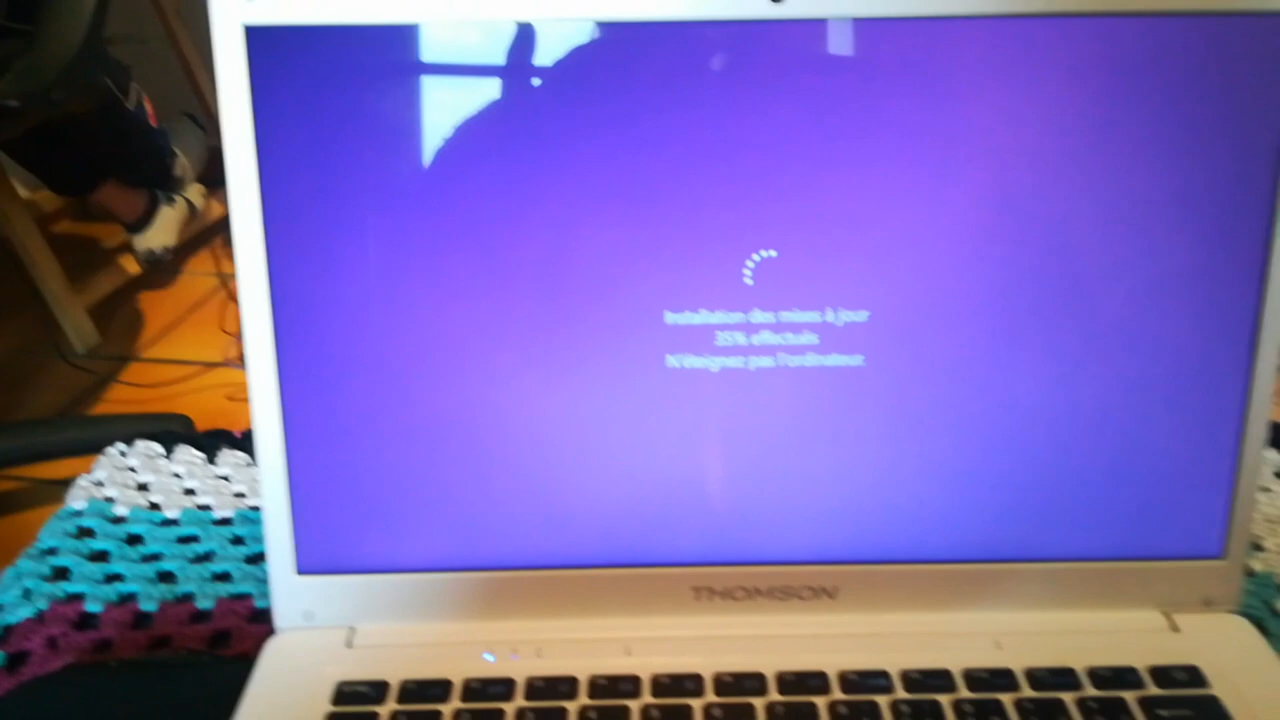 Installation des mises à jour
35% effectués
N'éteignez pas l'ordinateur.
THOMSON